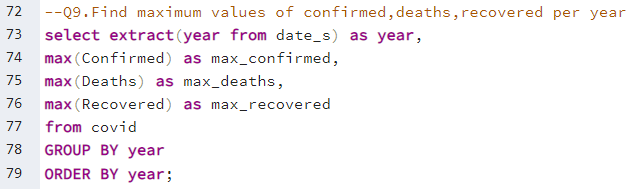 72 --Q9.Find maximum values of confirmed,deaths,recovered per year
73 select extract(year from date_s) as year,
74 max(Confirmed) as max_confirmed,
75 max(Deaths) as max_deaths,
76 max(Recovered) as max_recovered
77 from covid
78 GROUP BY year
79 ORDER BY year;